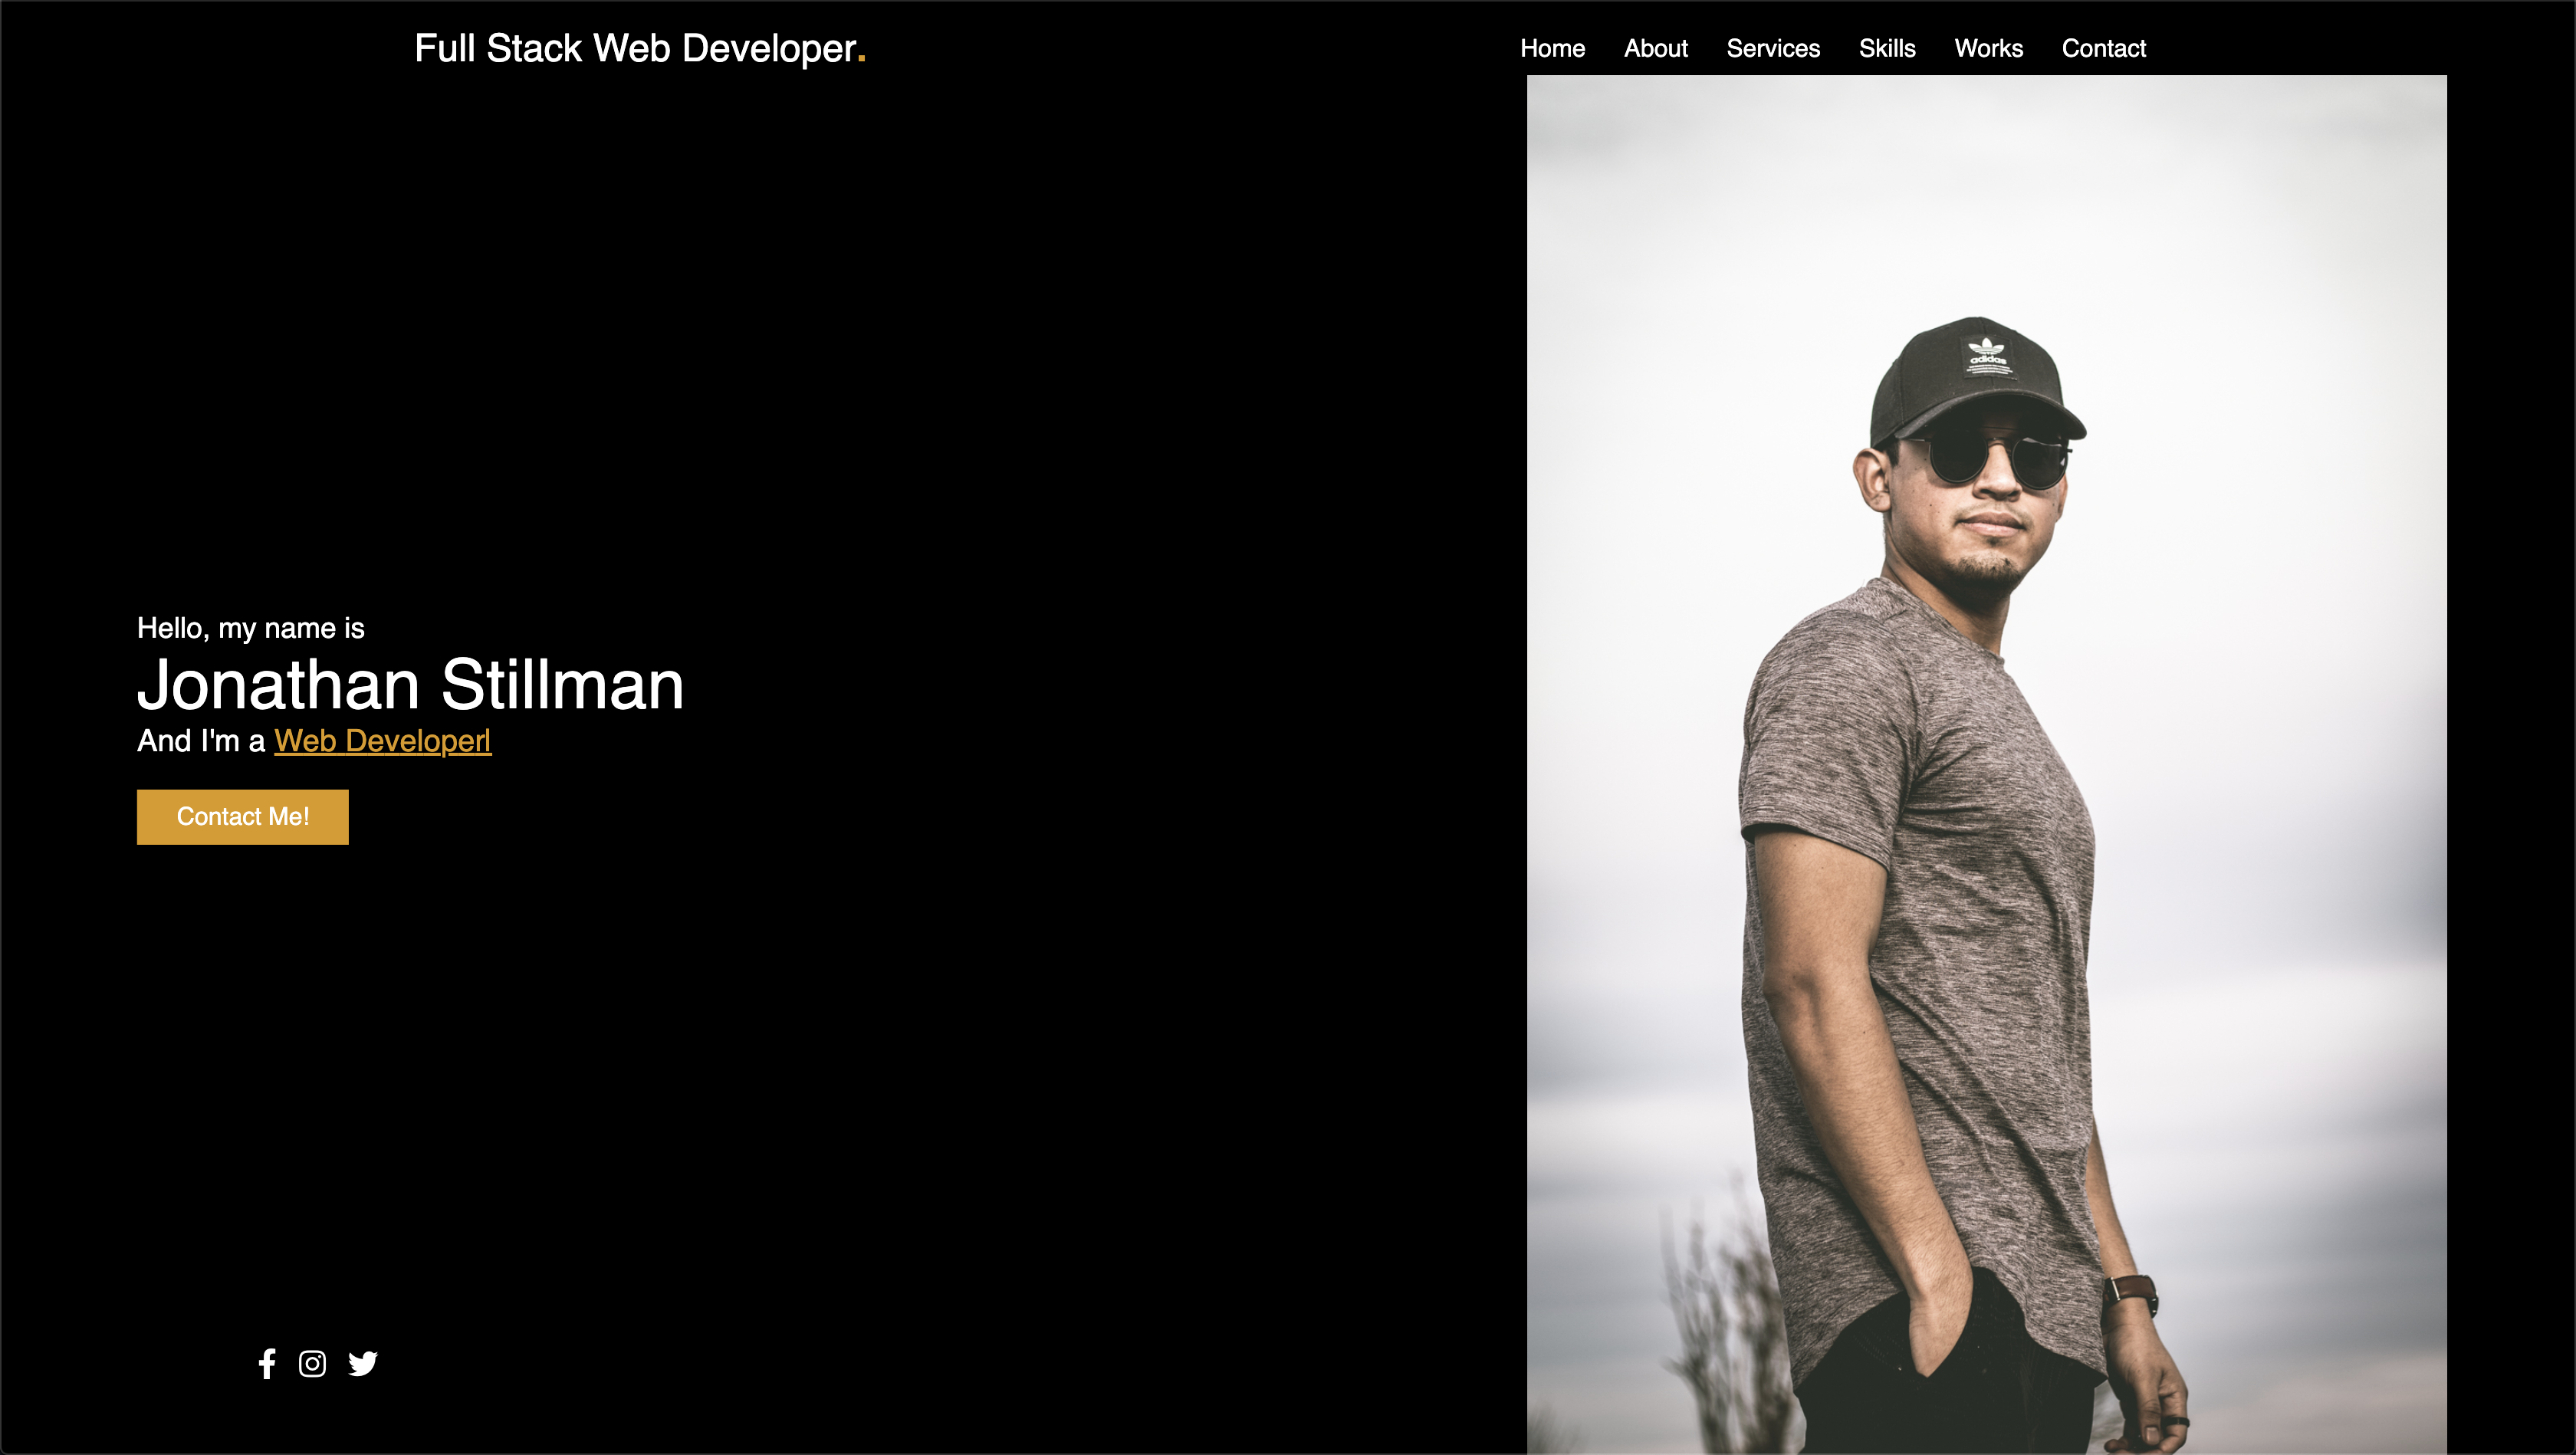 Full Stack Web Developer.
Home About Services Skills Works Contact
adidas
Hello, my name is
Jonathan Stillman
And I'm a Web Developer|
Contact Me!